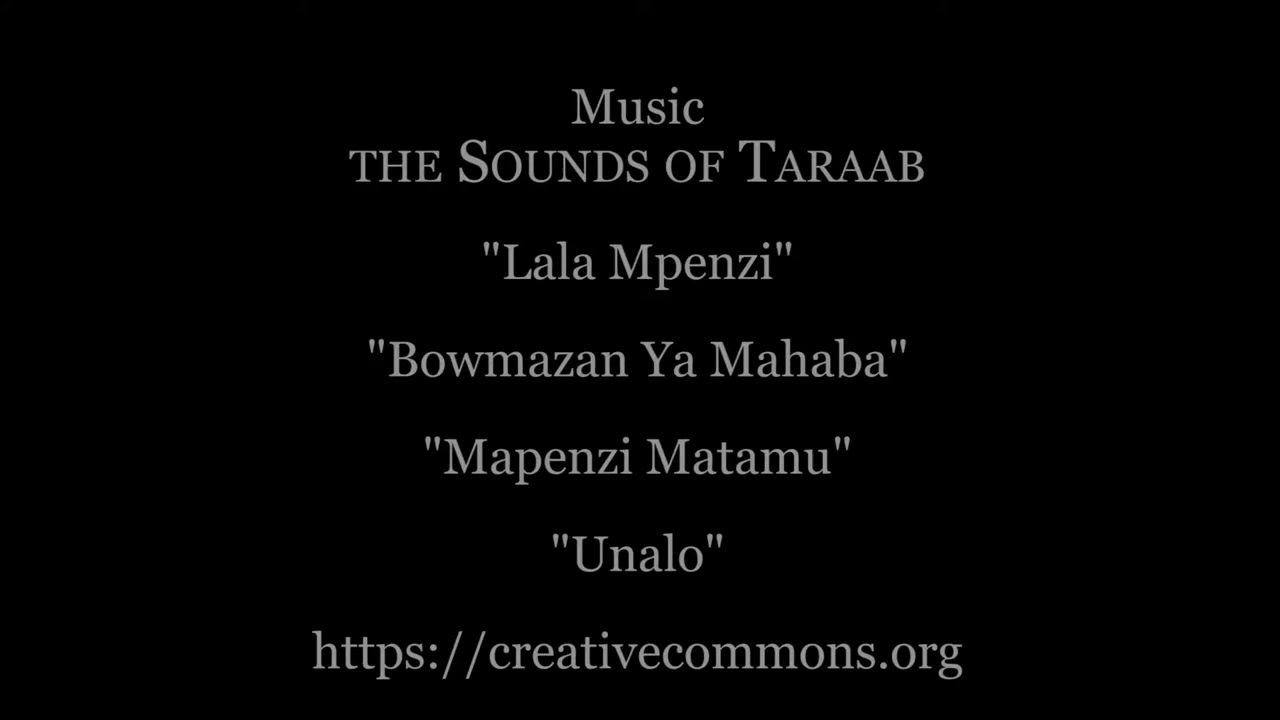 Music
THE SOUNDS OF TARAAB
"Lala Mpenzi"
"Bowmazan Ya Mahaba"
"Mapenzi Matamu"
"Unalo"
https://creativecommons.org